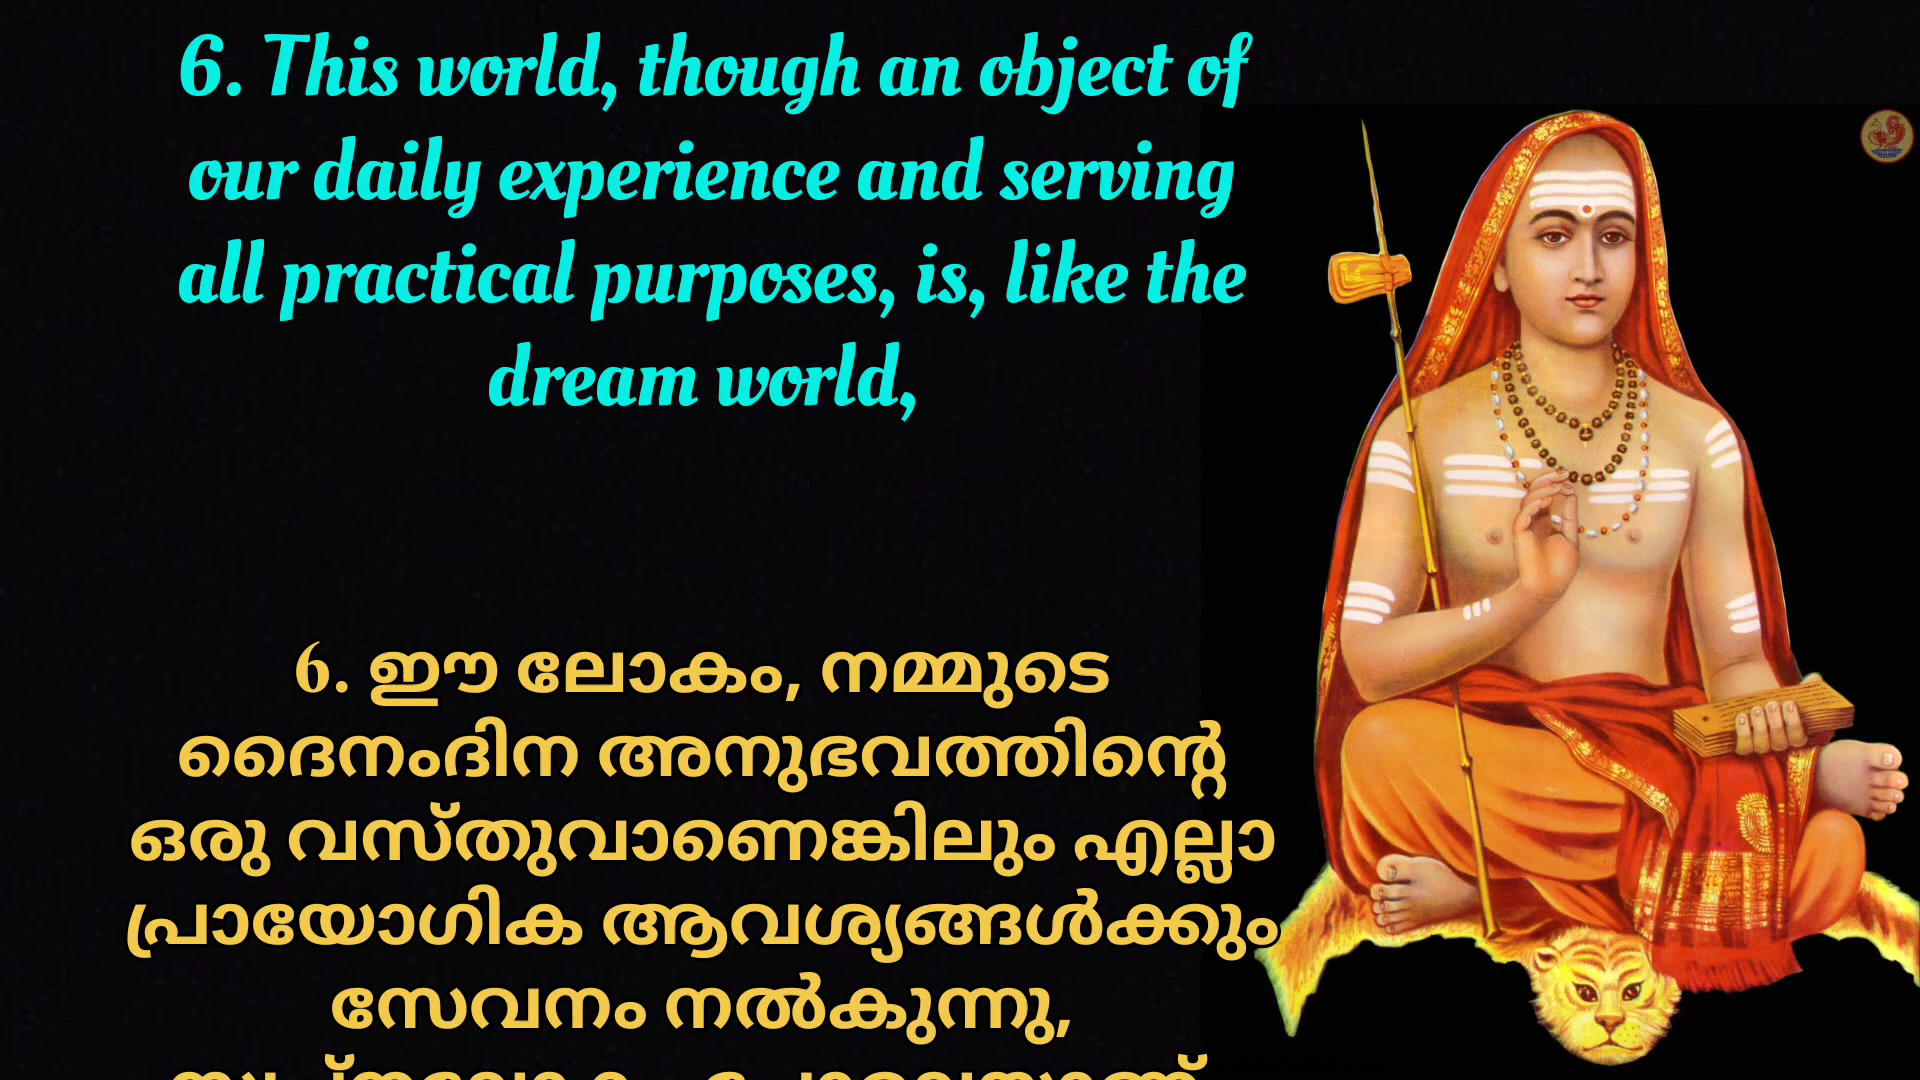 6. This world, though an object of
our daily experience and serving
all practical purposes, is, like the
dream world,
6. ഈ ലോകം, നമ്മുടെ
ദൈനംദിന അനുഭവത്തിന്റെ
ഒരു വസ്തുവാണെങ്കിലും എല്ലാ
പ്രായോഗിക ആവശ്യങ്ങൾക്കും
സേവനം നൽകുന്നു,